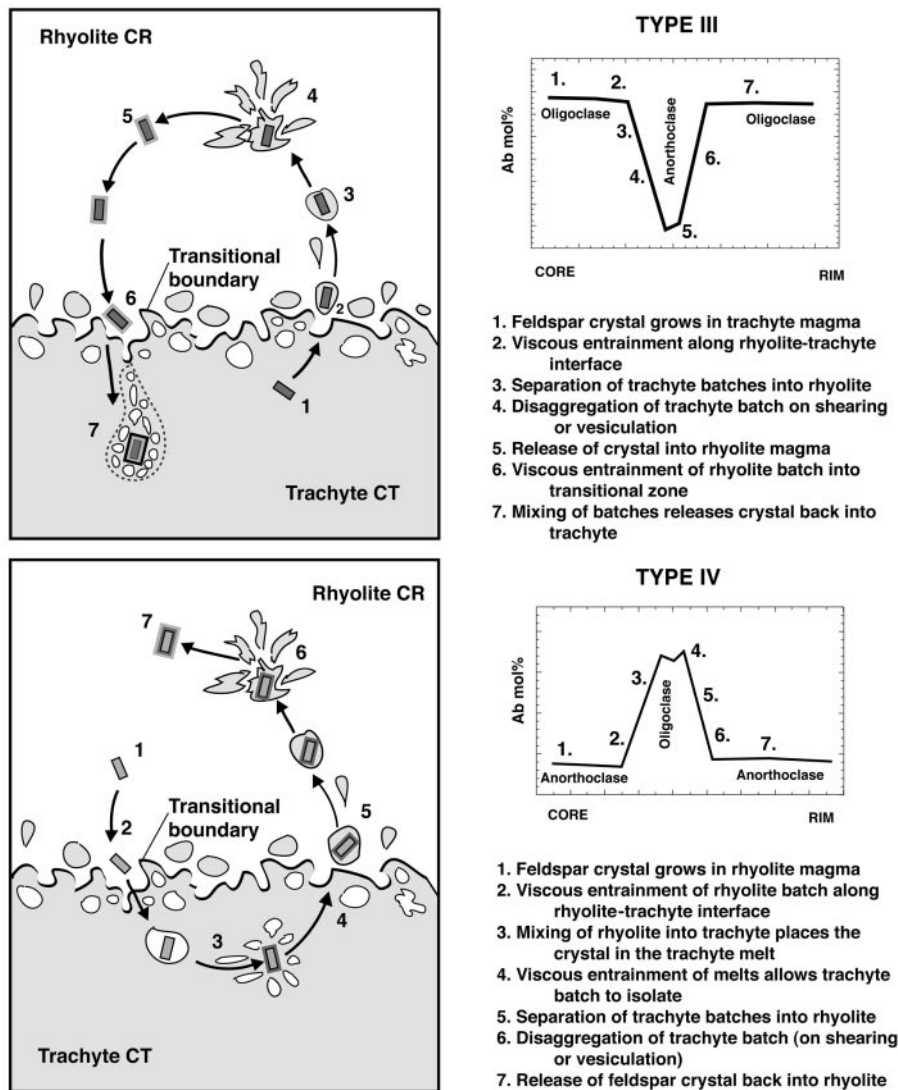 Rhyolite CR
4
5
3
Transitional
boundary
6
2
1
7
Trachyte CT
TYPE III
1.
2.
7.
Oligoclase
Anorthoclase
Oligoclase
3.
6.
4.
5.
Ab mol%
CORE
RIM
1. Feldspar crystal grows in trachyte magma
2. Viscous entrainment along rhyolite-trachyte
interface
3. Separation of trachyte batches into rhyolite
4. Disaggregation of trachyte batch on shearing
or vesiculation
5. Release of crystal into rhyolite magma
6. Viscous entrainment of rhyolite batch into
transitional zone
7. Mixing of batches releases crystal back into
trachyte
Rhyolite CR
7
6
1
Transitional
boundary
2
5
3
4
Trachyte CT
TYPE IV
3.
4.
Oligoclase
5.
1.
2.
6.
7.
Anorthoclase
Anorthoclase
Ab mol%
CORE
RIM
1. Feldspar crystal grows in rhyolite magma
2. Viscous entrainment of rhyolite batch along
rhyolite-trachyte interface
3. Mixing of rhyolite into trachyte places the
crystal in the trachyte melt
4. Viscous entrainment of melts allows trachyte
batch to isolate
5. Separation of trachyte batches into rhyolite
6. Disaggregation of trachyte batch (on shearing
or vesiculation)
7. Release of feldspar crystal back into rhyolite